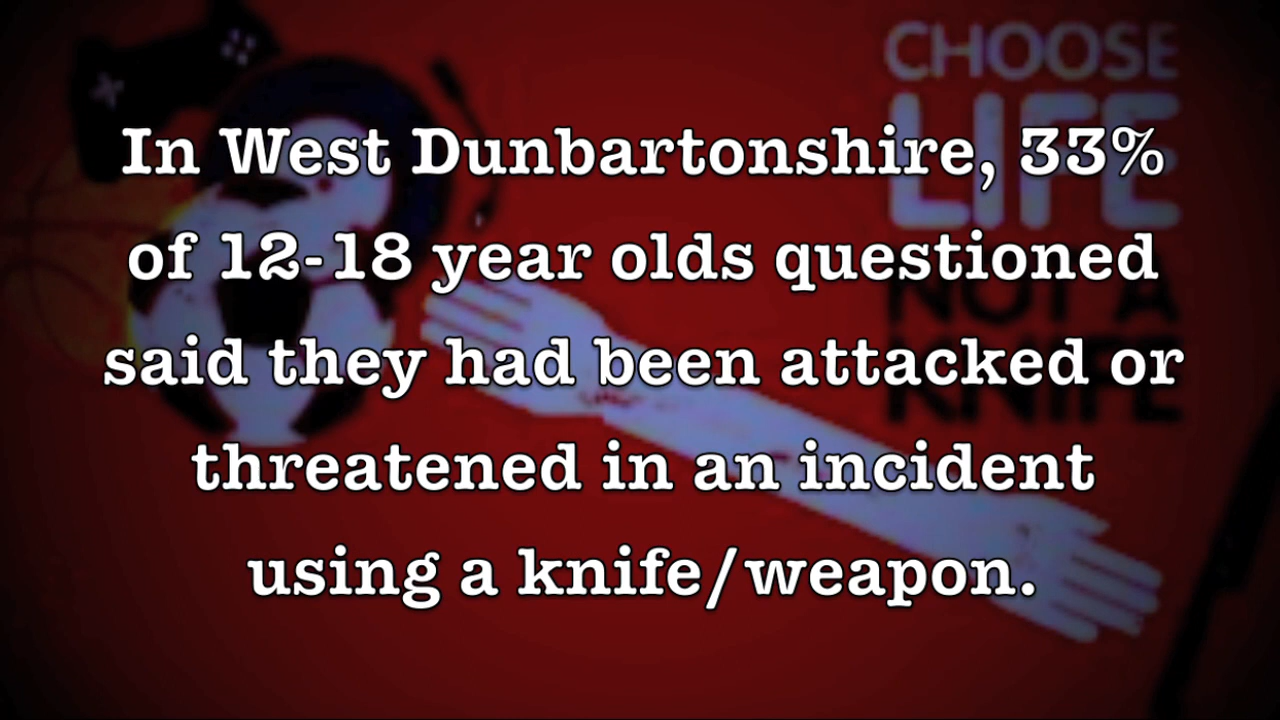 In West Dunbartonshire, 33%
of 12-18 year olds questioned
said they had been attacked or
threatened in an incident
using a knife/weapon.
CHOOSE
LIFE
NOT A
KNIFE